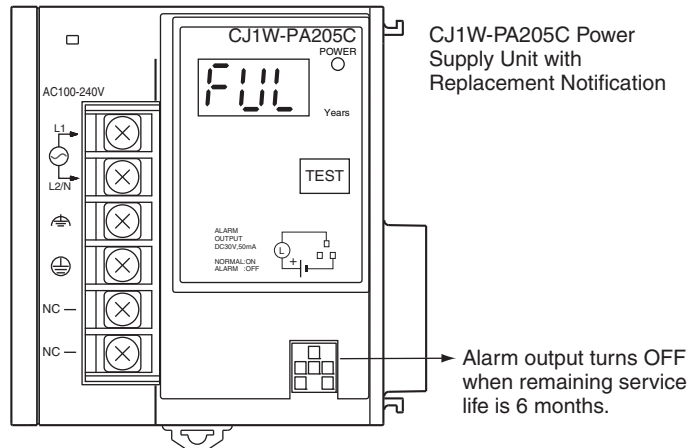 CJ1W-PA205C
POWER
FUL
Years
AC100-240V
L1
L2/N
TEST
ALARM
OUTPUT
DC30V,50mA
NORMAL:ON
ALARM :OFF
L
+
NC
NC
CJ1W-PA205C Power
Supply Unit with
Replacement Notification
Alarm output turns OFF
when remaining service
life is 6 months.